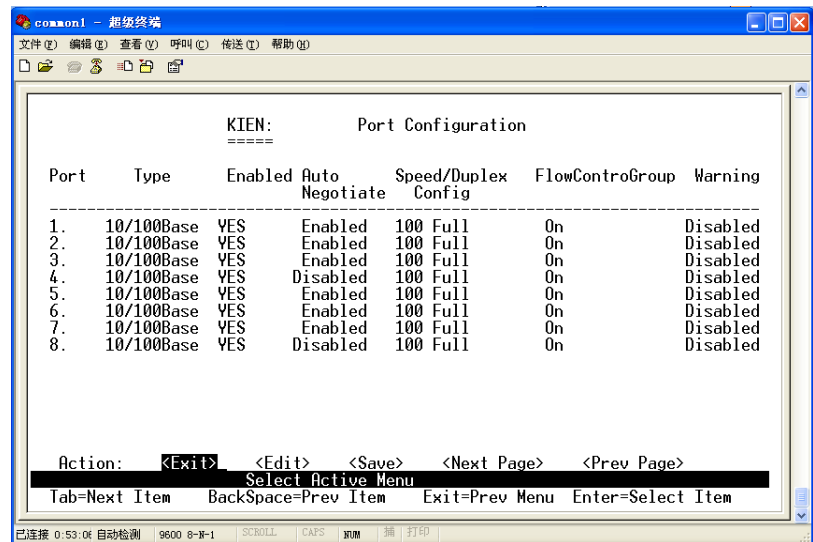 common1 - 超级终端
文件(F) 编辑(E) 查看(V) 呼叫(C) 传送(T) 帮助(H)
KIEN: Port Configuration
=====
Port Type Enabled Auto Speed/Duplex FlowControGroup Warning
Negotiate Config
--------------------------------------------------------------------------
1. 10/100Base YES Enabled 100 Full On Disabled
2. 10/100Base YES Enabled 100 Full On Disabled
3. 10/100Base YES Enabled 100 Full On Disabled
4. 10/100Base YES Disabled 100 Full On Disabled
5. 10/100Base YES Enabled 100 Full On Disabled
6. 10/100Base YES Enabled 100 Full On Disabled
7. 10/100Base YES Enabled 100 Full On Disabled
8. 10/100Base YES Disabled 100 Full On Disabled
Action: <Exit> <Edit> <Save> <Next Page> <Prev Page>
Select Active Menu
Tab=Next Item BackSpace=Prev Item Exit=Prev Menu Enter=Select Item
已连接 0:53:06 自动检测 9600 8-N-1 SCROLL CAPS NUM 捕 打印